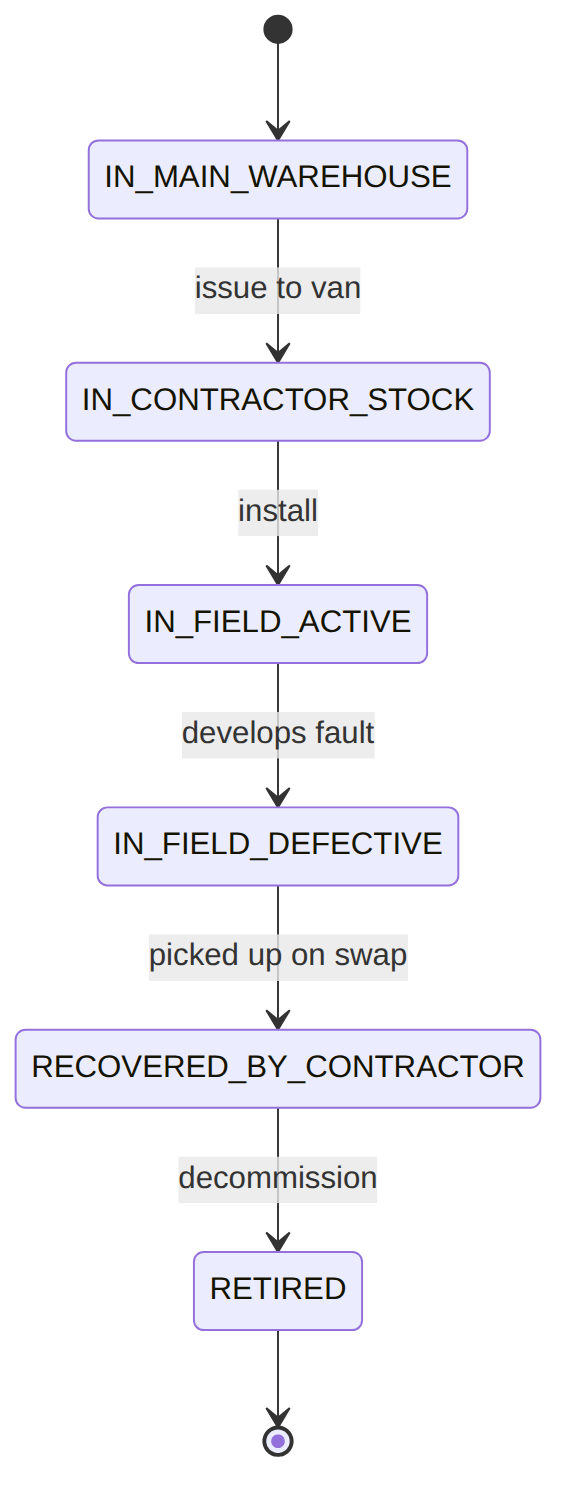 IN_MAIN_WAREHOUSE
issue to van
IN_CONTRACTOR_STOCK
install
IN_FIELD_ACTIVE
develops fault
IN_FIELD_DEFECTIVE
picked up on swap
RECOVERED_BY_CONTRACTOR
decommission
RETIRED